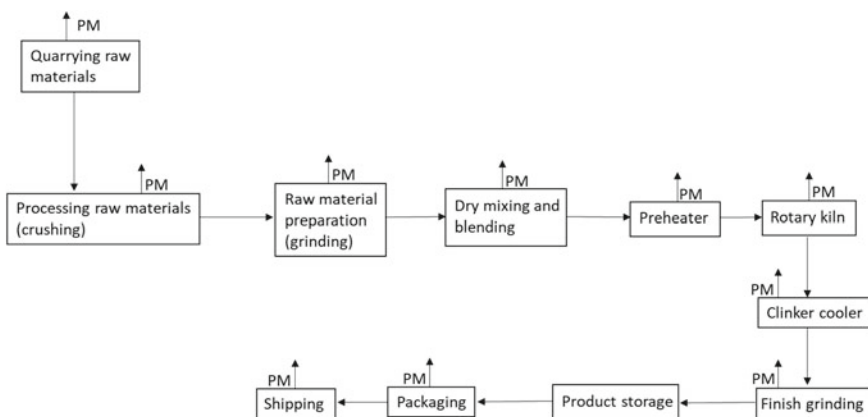 PM
Quarrying raw
materials
PM
Processing raw materials
(crushing)
PM
Raw material
preparation
(grinding)
PM
Dry mixing and
blending
PM
Preheater
PM
Rotary kiln
PM
Clinker cooler
PM
Finish grinding
Product storage
PM
Packaging
PM
Shipping